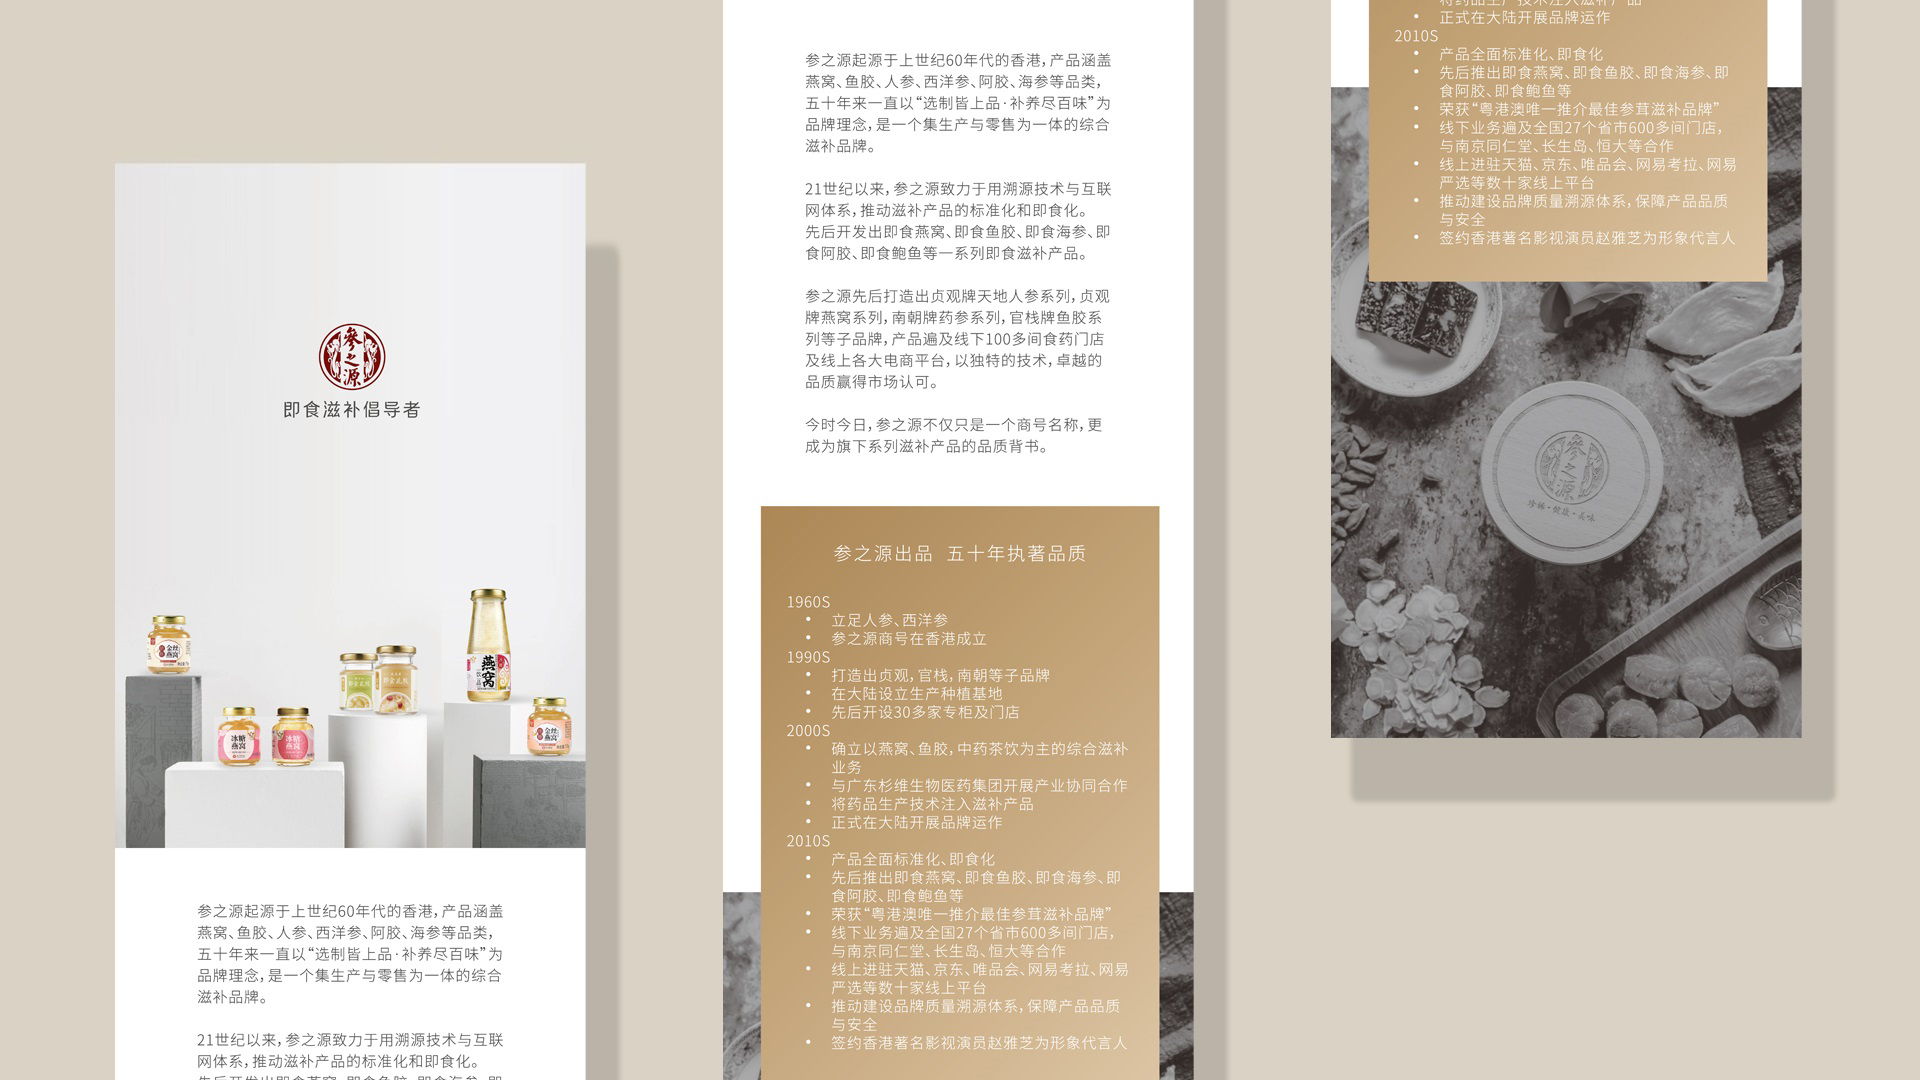 參之源
即食滋补倡导者
金丝燕窝
冰糖燕窝
冰糖燕窝
燕窝
金丝燕窝
参之源起源于上世纪60年代的香港，产品涵盖
燕窝、鱼胶、人参、西洋参、阿胶、海参等品类，
五十年来一直以“选制皆上品·补养尽百味”为
品牌理念，是一个集生产与零售为一体的综合
滋补品牌。
21世纪以来，参之源致力于用溯源技术与互联
网体系，推动滋补产品的标准化和即食化。
参之源起源于上世纪60年代的香港，产品涵盖
燕窝、鱼胶、人参、西洋参、阿胶、海参等品类，
五十年来一直以“选制皆上品·补养尽百味”为
品牌理念，是一个集生产与零售为一体的综合
滋补品牌。
21世纪以来，参之源致力于用溯源技术与互联
网体系，推动滋补产品的标准化和即食化。
先后开发出即食燕窝、即食鱼胶、即食海参、即
食阿胶、即食鲍鱼等一系列即食滋补产品。
参之源先后打造出贞观牌天地人参系列，贞观
牌燕窝系列，南朝牌药参系列，官栈牌鱼胶系
列等子品牌，产品遍及线下100多间食药门店
及线上各大电商平台，以独特的技术，卓越的
品质赢得市场认可。
今时今日，参之源不仅只是一个商号名称，更
成为旗下系列滋补产品的品质背书。
参之源出品 五十年执著品质
1960S
• 立足人参、西洋参
• 参之源商号在香港成立
1990S
• 打造出贞观，官栈，南朝等子品牌
• 在大陆设立生产种植基地
• 先后开设30多家专柜及门店
2000S
• 确立以燕窝、鱼胶，中药茶饮为主的综合滋补
业务
• 与广东杉维生物医药集团开展产业协同合作
• 将药品生产技术注入滋补产品
• 正式在大陆开展品牌运作
2010S
• 产品全面标准化、即食化
• 先后推出即食燕窝、即食鱼胶、即食海参、即
食阿胶、即食鲍鱼等
• 荣获“粤港澳唯一推介最佳参茸滋补品牌”
• 线下业务遍及全国27个省市600多间门店，
与南京同仁堂、长生岛、恒大等合作
• 线上进驻天猫、京东、唯品会、网易考拉、网易
严选等数十家线上平台
• 推动建设品牌质量溯源体系，保障产品品质
与安全
• 签约香港著名影视演员赵雅芝为形象代言人
将药品生产技术注入滋补产品
• 正式在大陆开展品牌运作
2010S
• 产品全面标准化、即食化
• 先后推出即食燕窝、即食鱼胶、即食海参、即
食阿胶、即食鲍鱼等
• 荣获“粤港澳唯一推介最佳参茸滋补品牌”
• 线下业务遍及全国27个省市600多间门店，
与南京同仁堂、长生岛、恒大等合作
• 线上进驻天猫、京东、唯品会、网易考拉、网易
严选等数十家线上平台
• 推动建设品牌质量溯源体系，保障产品品质
与安全
• 签约香港著名影视演员赵雅芝为形象代言人
參之源